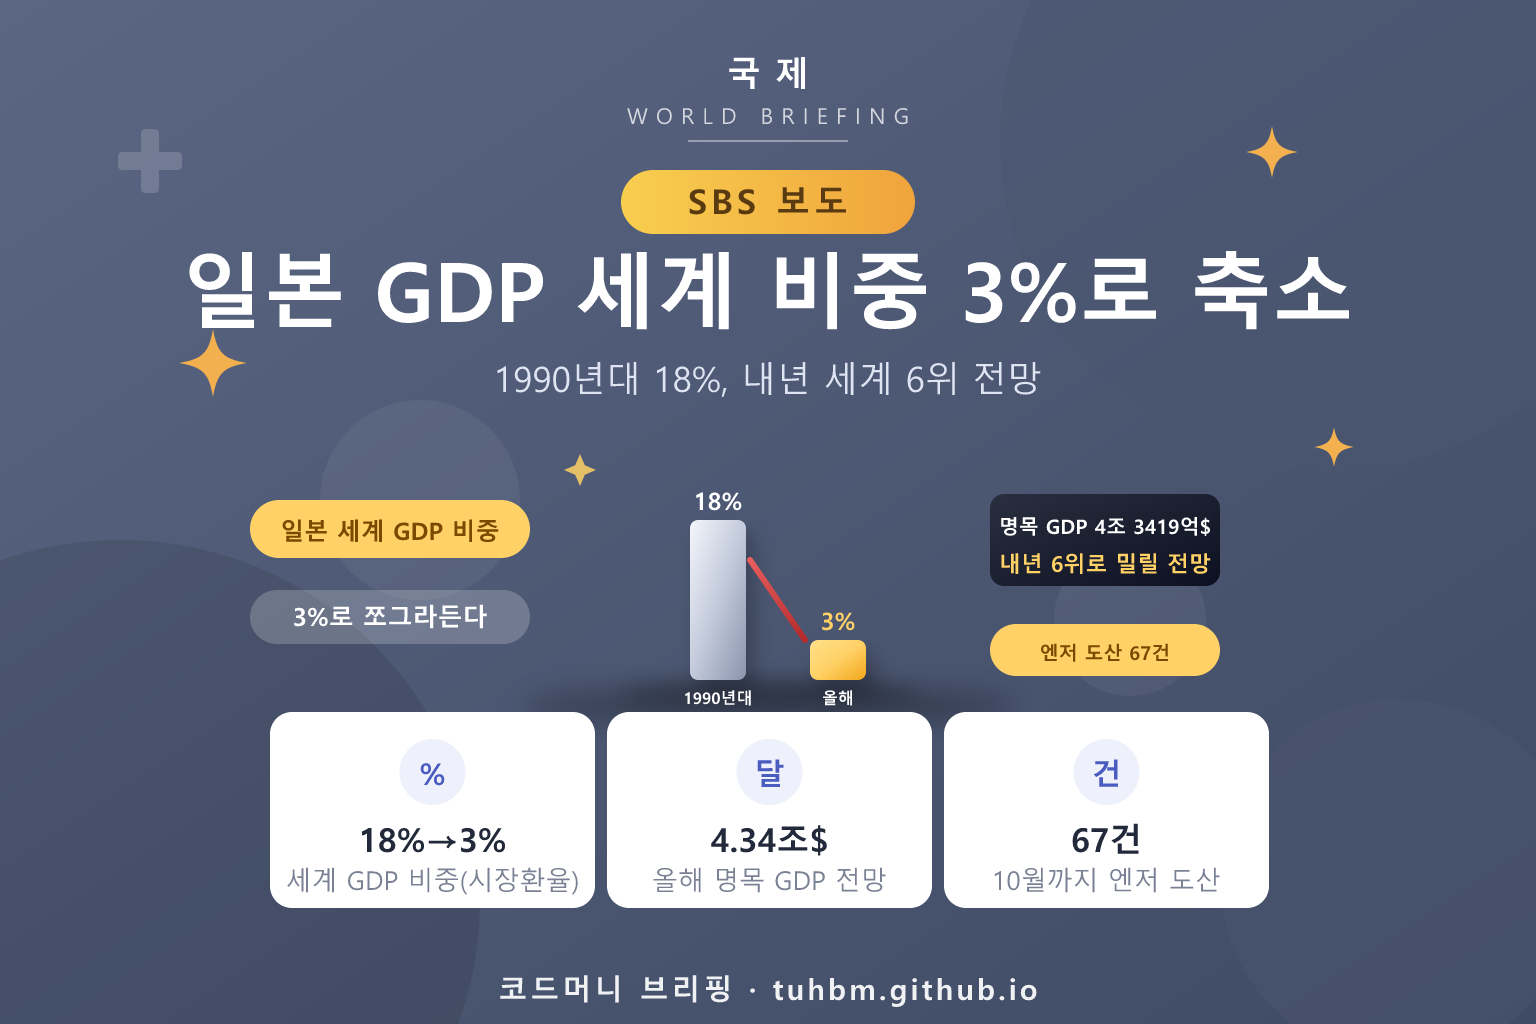 국제
WORLD BRIEFING
SBS 보도
일본 GDP 세계 비중 3%로 축소
1990년대 18%, 내년 세계 6위 전망
일본 세계 GDP 비중
3%로 쪼그라든다
18%
3%
1990년대
올해
명목 GDP 4조 3419억$
내년 6위로 밀릴 전망
엔저 도산 67건
%
18%→3%
세계 GDP 비중(시장환율)
달
4.34조$
올해 명목 GDP 전망
건
67건
10월까지 엔저 도산
코드머니 브리핑 · tuhbm.github.io